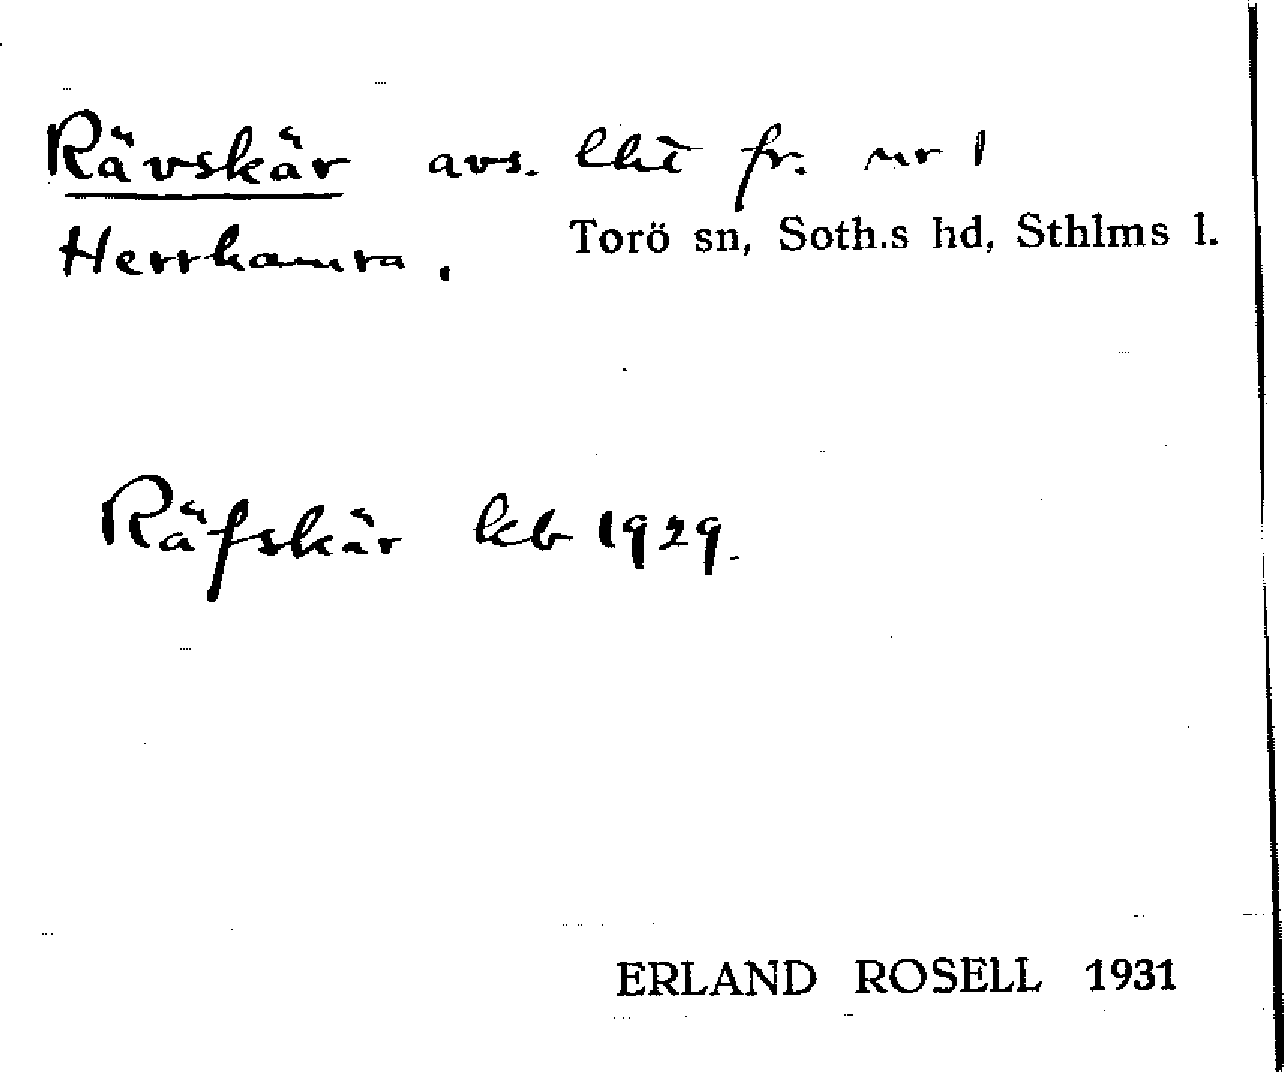 Rävskär avs. lht fr. nr 1
Herrhamra. Torö sn, Soth.s hd, Sthlms l.
Räfskär kb 1929.
ERLAND ROSELL 1931